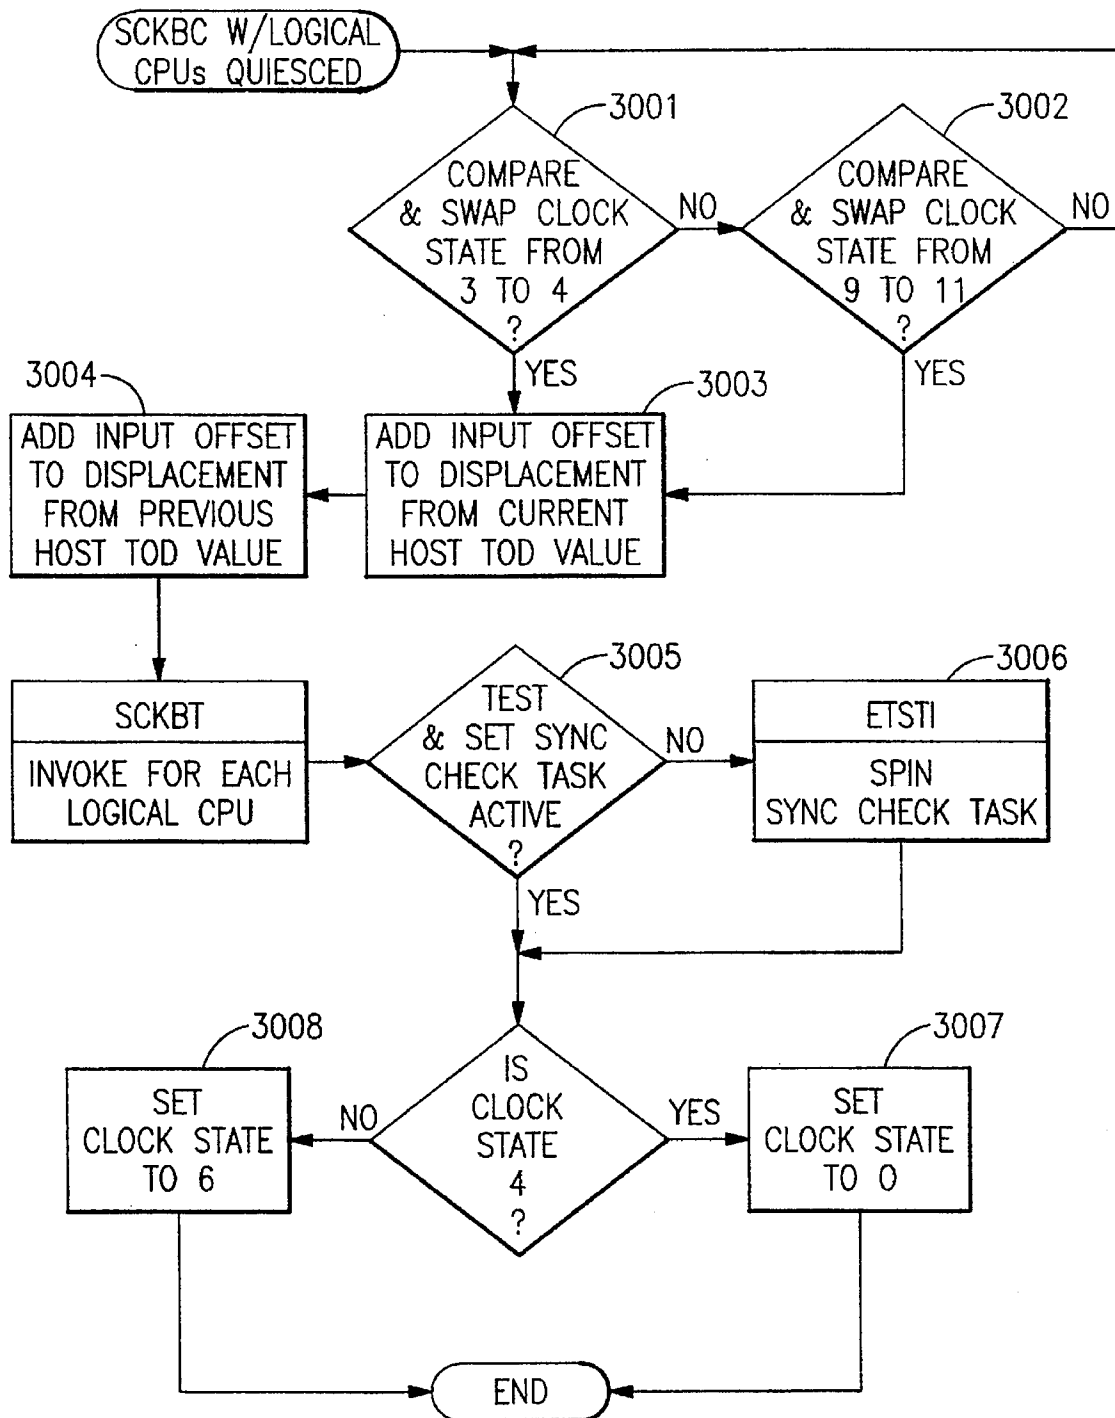 SCKBC W/LOGICAL
CPUs QUIESCED
3001
COMPARE
& SWAP CLOCK
STATE FROM
3 TO 4
?
NO
YES
3002
COMPARE
& SWAP CLOCK
STATE FROM
9 TO 11
?
NO
YES
3003
ADD INPUT OFFSET
TO DISPLACEMENT
FROM CURRENT
HOST TOD VALUE
3004
ADD INPUT OFFSET
TO DISPLACEMENT
FROM PREVIOUS
HOST TOD VALUE
SCKBT
INVOKE FOR EACH
LOGICAL CPU
3005
TEST
& SET SYNC
CHECK TASK
ACTIVE
?
NO
YES
3006
ETSTI
SPIN
SYNC CHECK TASK
IS
CLOCK
STATE
4
?
NO
YES
3008
SET
CLOCK STATE
TO 6
3007
SET
CLOCK STATE
TO 0
END